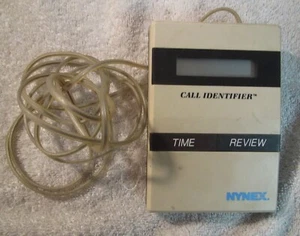 CALL IDENTIFIER™
TIME REVIEW
NYNEX.